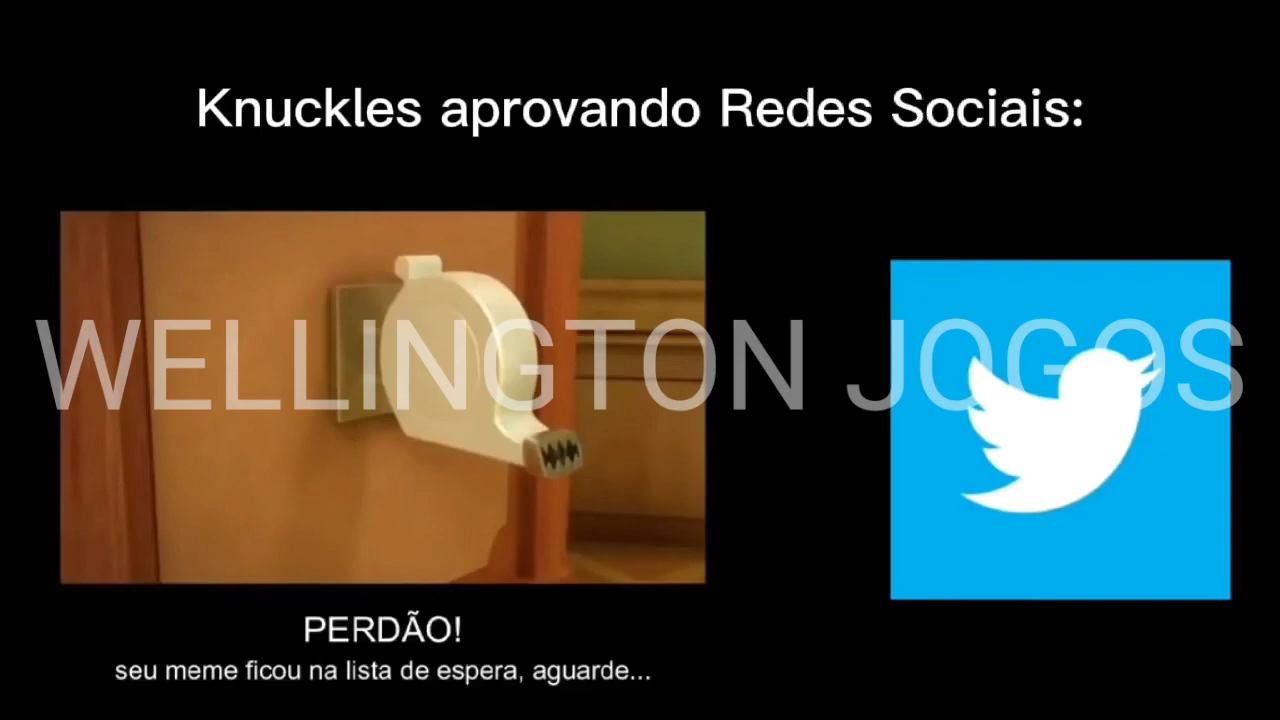 Knuckles aprovando Redes Sociais:
WELLINGTON JOGOS
PERDÃO!
seu meme ficou na lista de espera, aguarde...